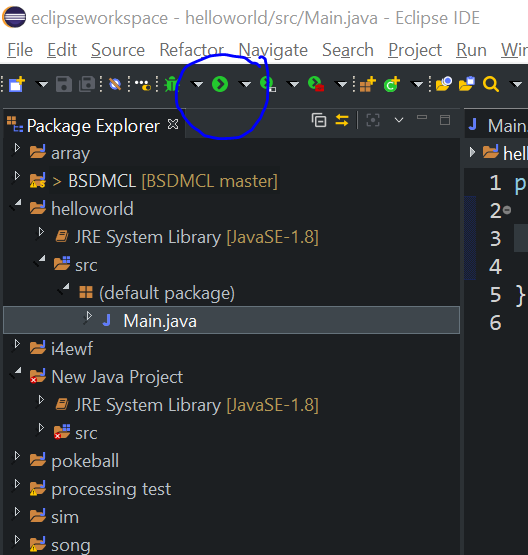 eclipseworkspace - helloworld/src/Main.java - Eclipse IDE
File Edit Source Refactor Navigate Search Project Run Window
Package Explorer
array
> BSDMCL [BSDMCL master]
helloworld
JRE System Library [JavaSE-1.8]
src
(default package)
Main.java
i4ewf
New Java Project
JRE System Library [JavaSE-1.8]
src
pokeball
processing test
sim
song
Main.
hell
1 p
2
3
4
5 }
6